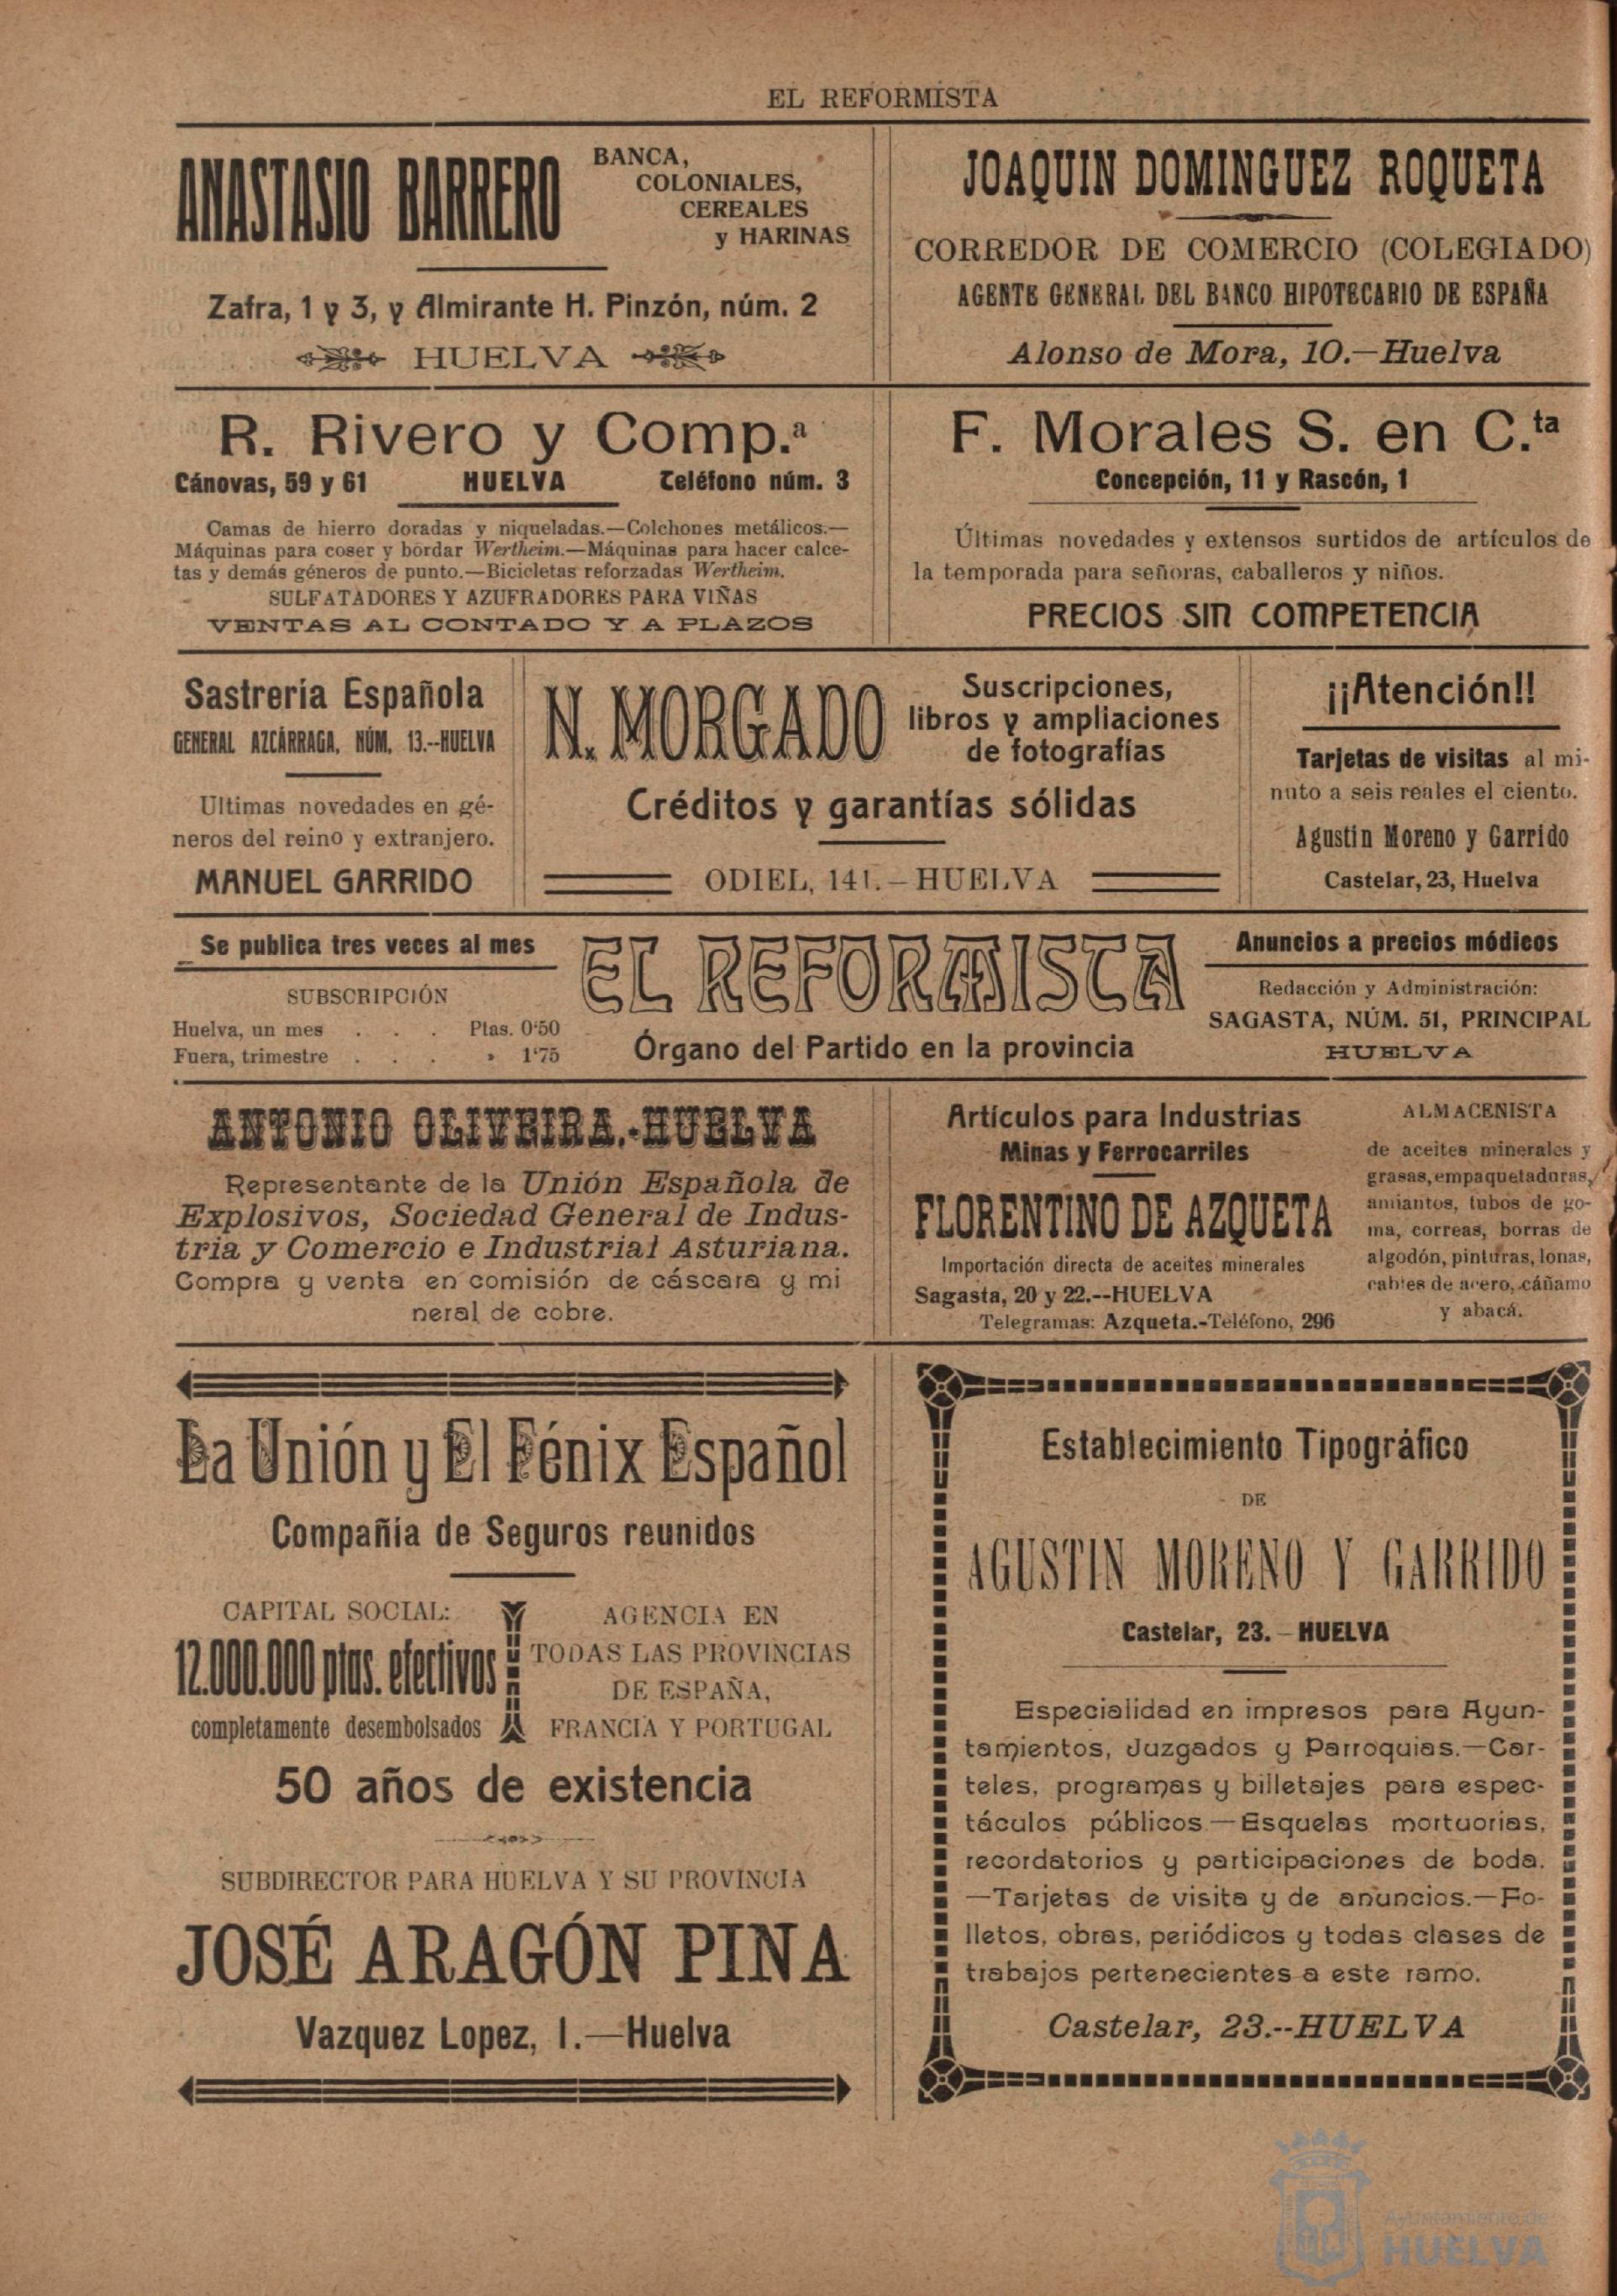 EL REFORMISTA
ANASTASIO BARRERO
BANCA,
COLONIALES,
CEREALES
y HARINAS
Zafra, 1 y 3, y Almirante H. Pinzón, núm. 2
HUELVA
JOAQUIN DOMINGUEZ ROQUETA
CORREDOR DE COMERCIO (COLEGIADO)
AGENTE GENERAL DEL BANCO HIPOTECARIO DE ESPAÑA
Alonso de Mora, 10.—Huelva
R. Rivero y Comp.ª
Cánovas, 59 y 61 HUELVA Teléfono núm. 3
Camas de hierro doradas y niqueladas.—Colchones metálicos.—
Máquinas para coser y bordar Wertheim.—Máquinas para hacer calce-
tas y demás géneros de punto.—Bicicletas reforzadas Wertheim.
SULFATADORES Y AZUFRADORES PARA VIÑAS
VENTAS AL CONTADO Y A PLAZOS
F. Morales S. en C.ta
Concepción, 11 y Rascón, 1
Últimas novedades y extensos surtidos de artículos de
la temporada para señoras, caballeros y niños.
PRECIOS SIN COMPETENCIA
Sastrería Española
GENERAL AZCÁRRAGA, NÚM. 13.--HUELVA
Ultimas novedades en gé-
neros del reino y extranjero.
MANUEL GARRIDO
N. MORGADO
Suscripciones,
libros y ampliaciones
de fotografías
Créditos y garantías sólidas
ODIEL, 141.—HUELVA
¡¡Atención!!
Tarjetas de visitas al mi-
nuto a seis reales el ciento.
Agustin Moreno y Garrido
Castelar, 23, Huelva
Se publica tres veces al mes
SUBSCRIPCIÓN
Huelva, un mes . . . Ptas. 0'50
Fuera, trimestre . . . » 1'75
EL REFORMISTA
Órgano del Partido en la provincia
Anuncios a precios módicos
Redacción y Administración:
SAGASTA, NÚM. 51, PRINCIPAL
HUELVA
ANTONIO OLIVEIRA.-HUELVA
Representante de la Unión Española de
Explosivos, Sociedad General de Indus-
tria y Comercio e Industrial Asturiana.
Compra y venta en comisión de cáscara y mi
neral de cobre.
Artículos para Industrias
Minas y Ferrocarriles
FLORENTINO DE AZQUETA
Importación directa de aceites minerales
Sagasta, 20 y 22.--HUELVA
Telegramas: Azqueta.-Teléfono, 296
ALMACENISTA
de aceites minerales y
grasas, empaquetaduras,
amiantos, tubos de go-
ma, correas, borras de
algodón, pinturas, lonas,
cables de acero, cáñamo
y abacá.
La Unión y El Fénix Español
Compañia de Seguros reunidos
CAPITAL SOCIAL:
12.000.000 ptas. efectivos
completamente desembolsados
AGENCIA EN
TODAS LAS PROVINCIAS
DE ESPAÑA,
FRANCIA Y PORTUGAL
50 años de existencia
SUBDIRECTOR PARA HUELVA Y SU PROVINCIA
JOSÉ ARAGÓN PINA
Vazquez Lopez, 1.—Huelva
Establecimiento Tipográfico
DE
AGUSTIN MORENO Y GARRIDO
Castelar, 23.—HUELVA
Especialidad en impresos para Ayun-
tamientos, Juzgados y Parroquias.—Car-
teles, programas y billetajes para espec-
táculos públicos—Esquelas mortuorias,
recordatorios y participaciones de boda.
—Tarjetas de visita y de anuncios.—Fo-
lletos, obras, periódicos y todas clases de
trabajos pertenecientes a este ramo.
Castelar, 23.--HUELVA
Ayuntamiento de
HUELVA